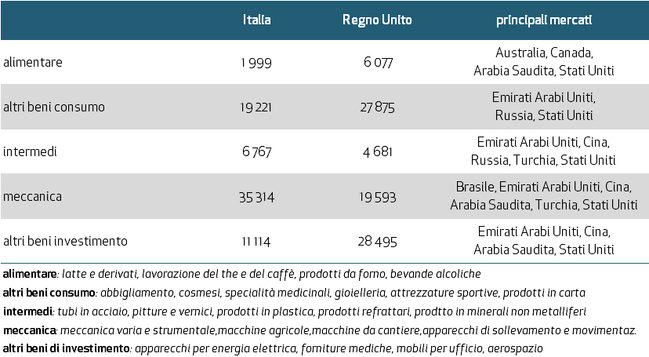 Italia Regno Unito principali mercati
alimentare 1 999 6 077 Australia, Canada,
Arabia Saudita, Stati Uniti
altri beni consumo 19 221 27 875 Emirati Arabi Uniti,
Russia, Stati Uniti
intermedi 6 767 4 681 Emirati Arabi Uniti, Cina,
Russia, Turchia, Stati Uniti
meccanica 35 314 19 593 Brasile, Emirati Arabi Uniti, Cina,
Arabia Saudita, Turchia, Stati Uniti
altri beni investimento 11 114 28 495 Emirati Arabi Uniti, Cina,
Arabia Saudita, Stati Uniti
alimentare: latte e derivati, lavorazione del the e del caffè, prodotti da forno, bevande alcoliche
altri beni consumo: abbigliamento, cosmesi, specialità medicinali, gioielleria, attrezzature sportive, prodotti in carta
intermedi: tubi in acciaio, pitture e vernici, prodotti in plastica, prodotti refrattari, prodtto in minerali non metalliferi
meccanica: meccanica varia e strumentale,macchine agricole,macchine da cantiere,apparecchi di sollevamento e movimentaz.
altri beni di investimento: apparecchi per energia elettrica, forniture mediche, mobili per ufficio, aerospazio